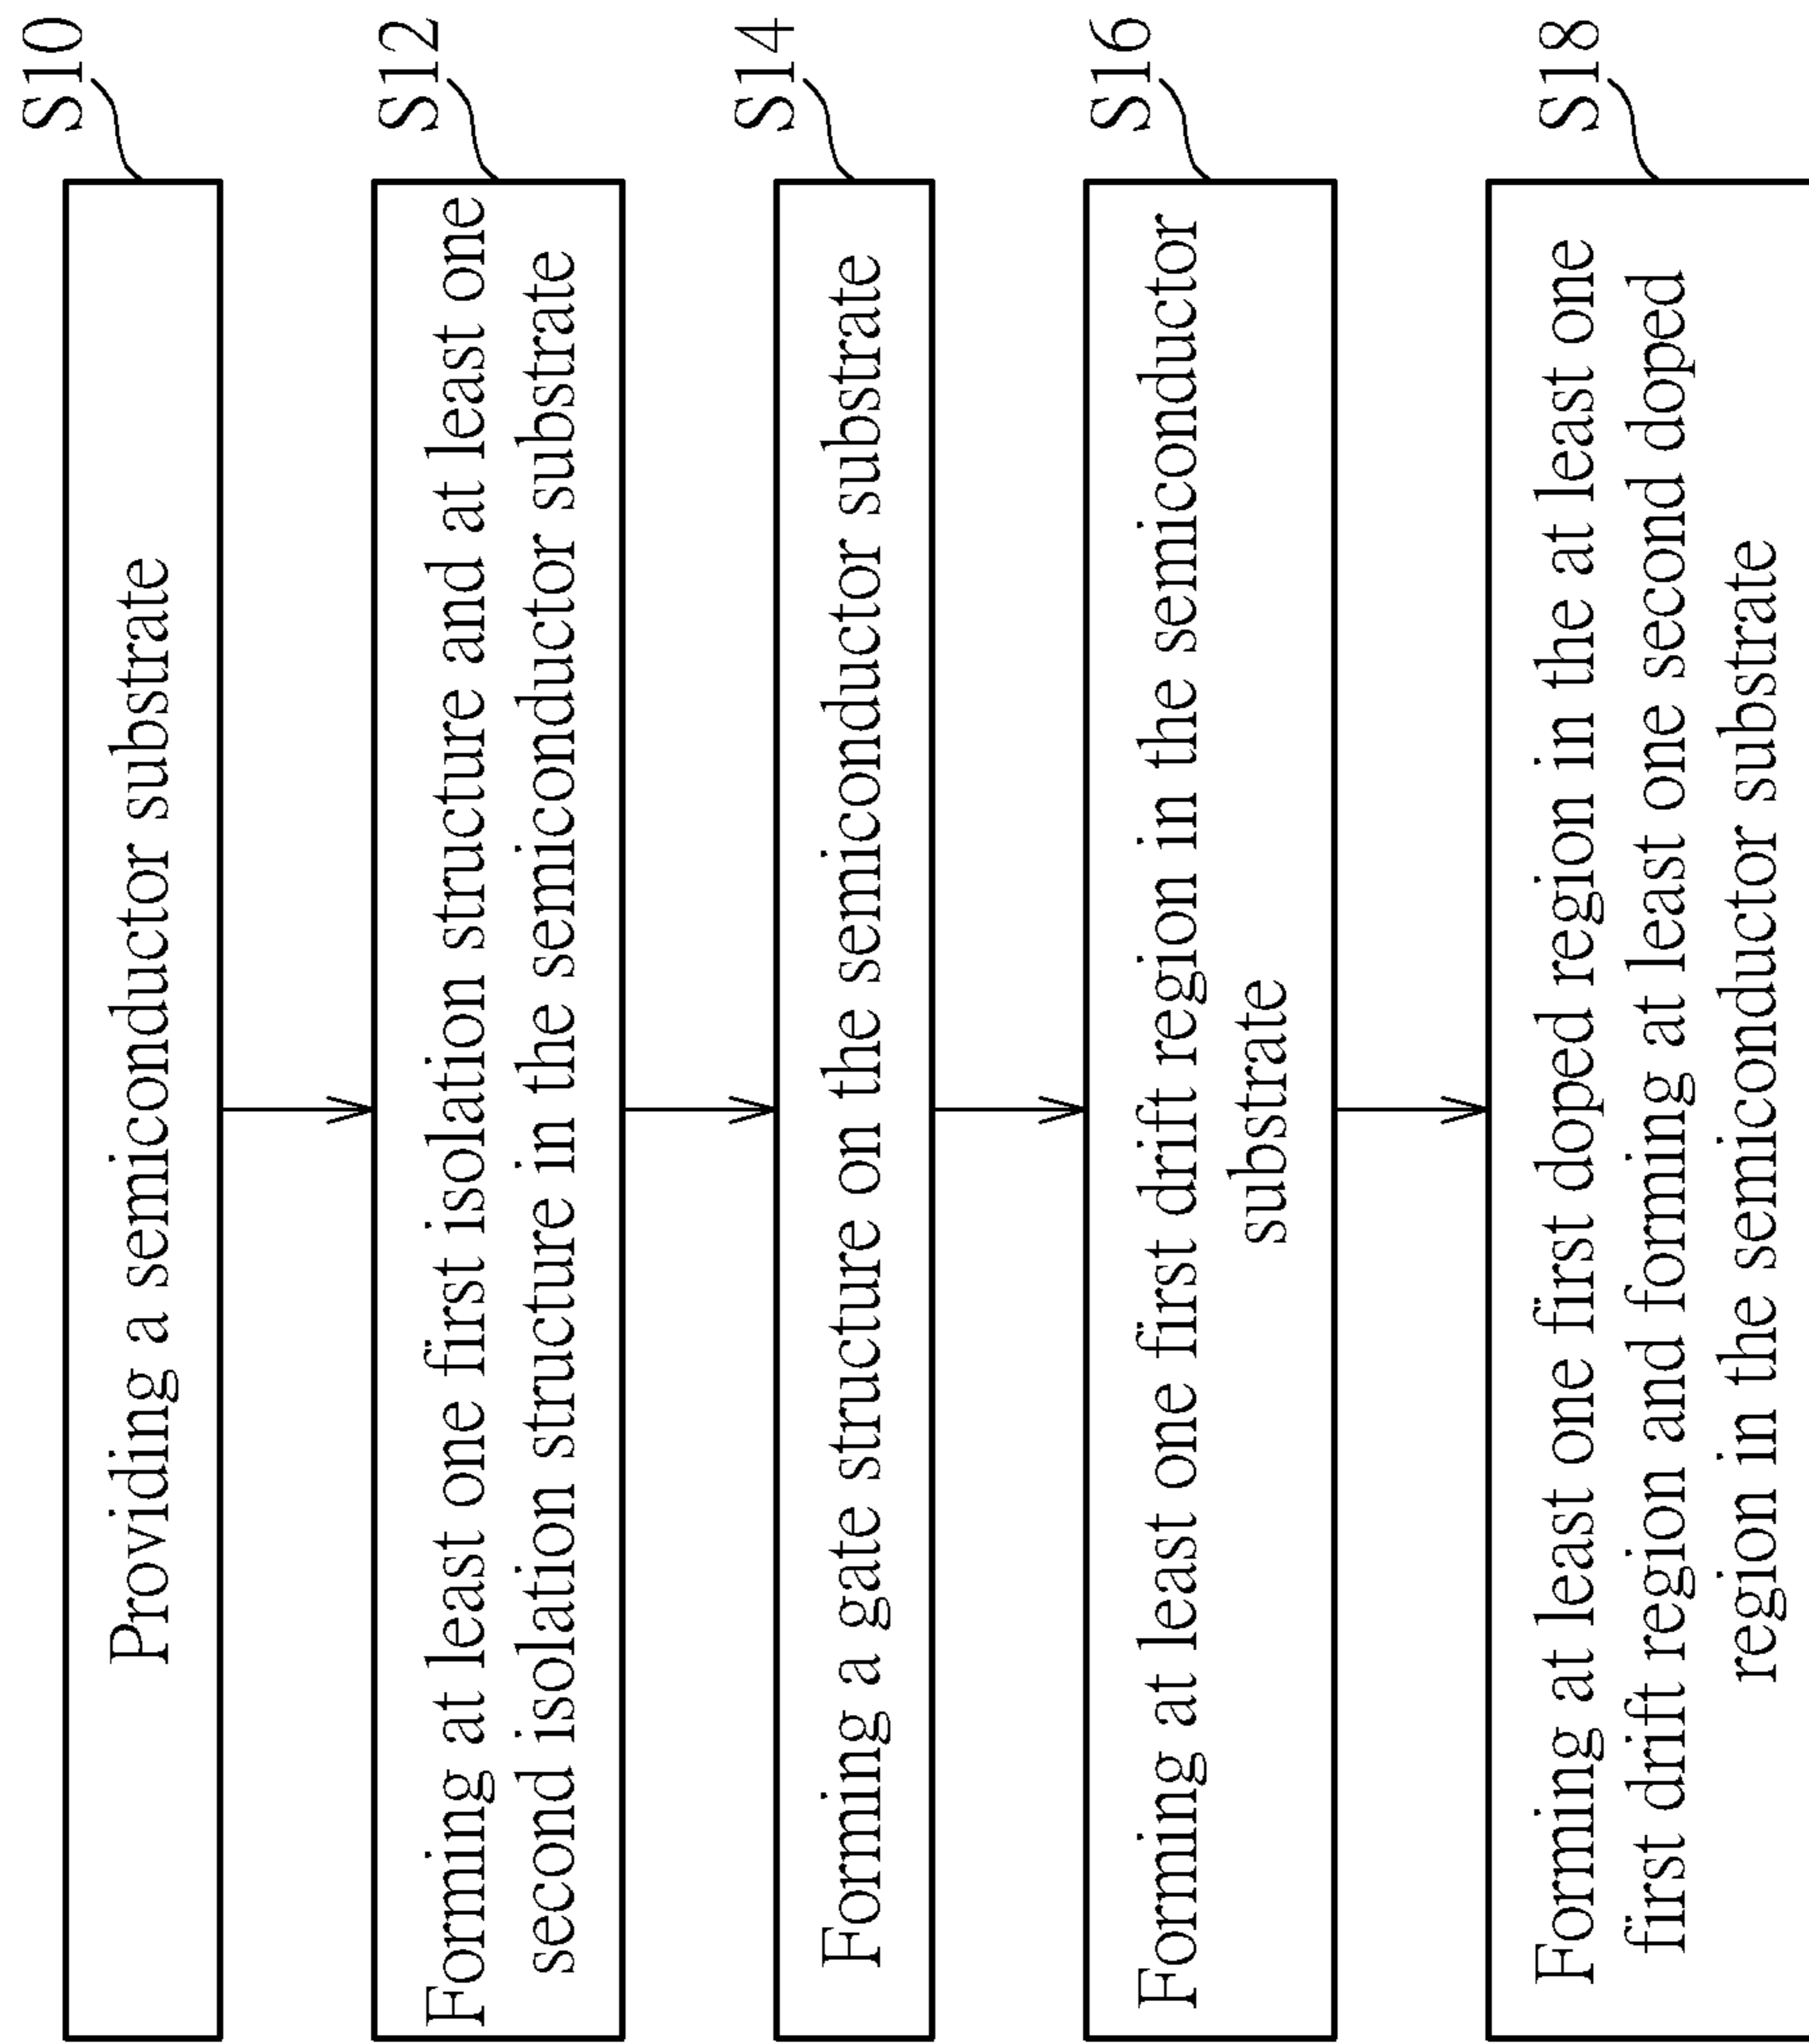 S10
Providing a semiconductor substrate
S12
Forming at least one first isolation structure and at least one
second isolation structure in the semiconductor substrate
S14
Forming a gate structure on the semiconductor substrate
S16
Forming at least one first drift region in the semiconductor
substrate
S18
Forming at least one first doped region in the at least one
first drift region and forming at least one second doped
region in the semiconductor substrate